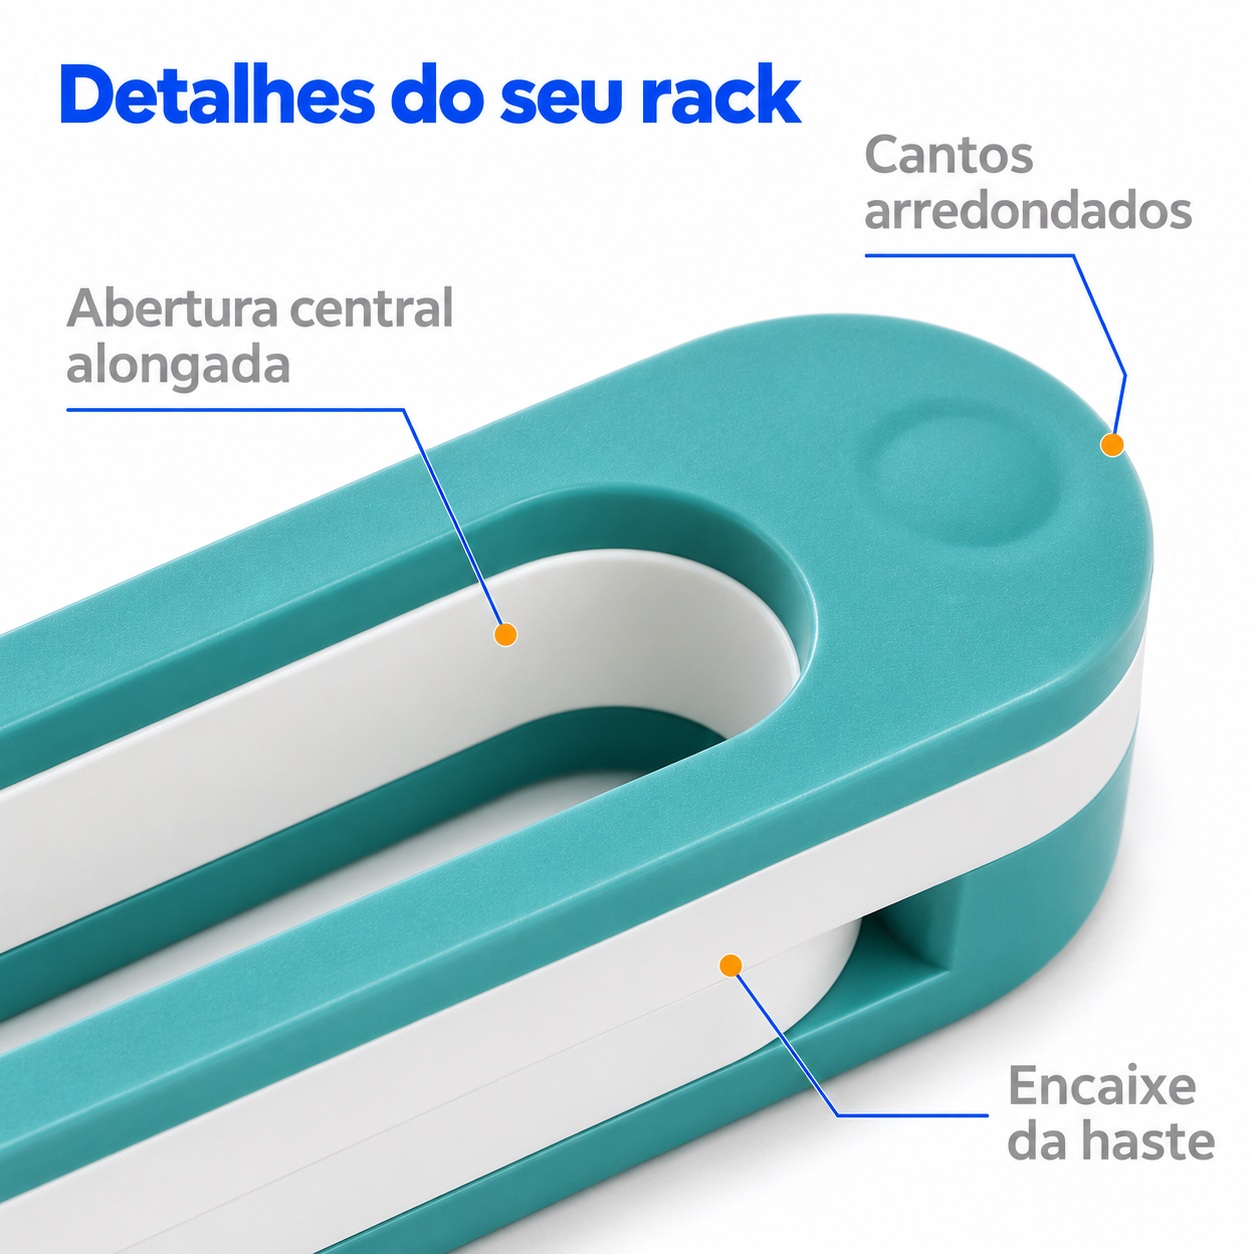 Detalhes do seu rack
Cantos
arredondados
Abertura central
alongada
Encaixe
da haste